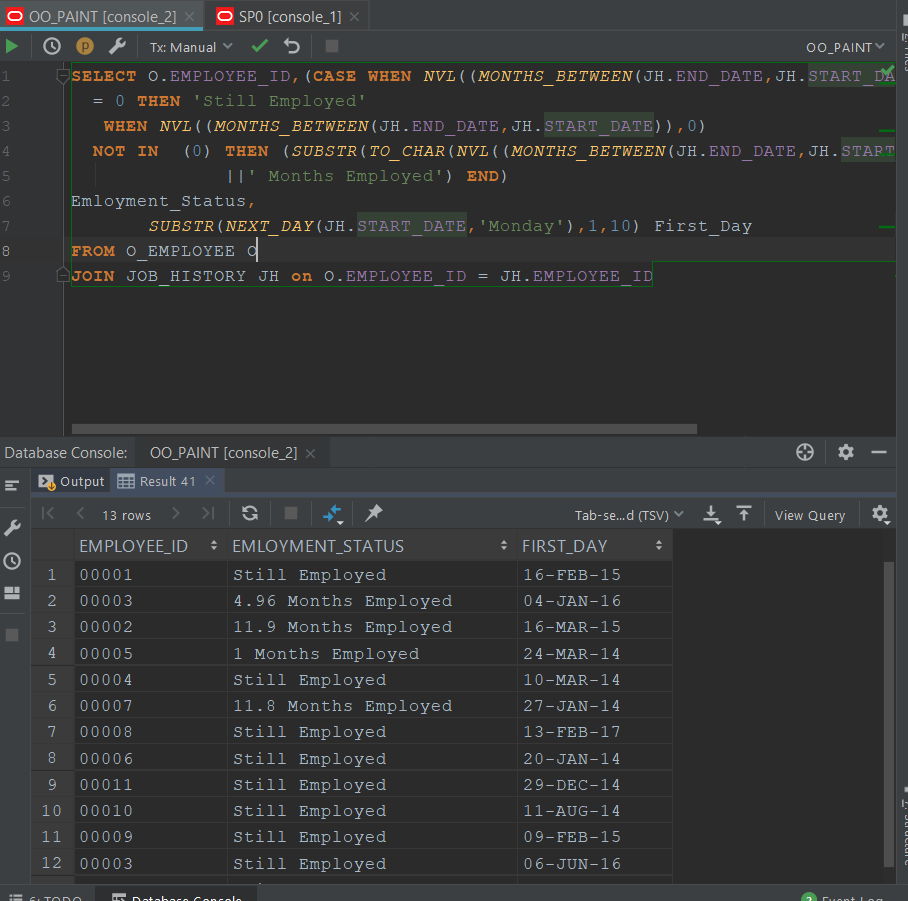 OO_PAINT [console_2] SP0 [console_1]
Tx: Manual OO_PAINT
1 SELECT O.EMPLOYEE_ID,(CASE WHEN NVL((MONTHS_BETWEEN(JH.END_DATE,JH.START_DA
2 = 0 THEN 'Still Employed'
3 WHEN NVL((MONTHS_BETWEEN(JH.END_DATE,JH.START_DATE)),0)
4 NOT IN (0) THEN (SUBSTR(TO_CHAR(NVL((MONTHS_BETWEEN(JH.END_DATE,JH.START
5 ||' Months Employed') END)
6 Emloyment_Status,
7 SUBSTR(NEXT_DAY(JH.START_DATE,'Monday'),1,10) First_Day
8 FROM O_EMPLOYEE O
9 JOIN JOB_HISTORY JH on O.EMPLOYEE_ID = JH.EMPLOYEE_ID
Database Console: OO_PAINT [console_2]
Output Result 41
13 rows Tab-se...d (TSV) View Query
EMPLOYEE_ID EMLOYMENT_STATUS FIRST_DAY
1 00001 Still Employed 16-FEB-15
2 00003 4.96 Months Employed 04-JAN-16
3 00002 11.9 Months Employed 16-MAR-15
4 00005 1 Months Employed 24-MAR-14
5 00004 Still Employed 10-MAR-14
6 00007 11.8 Months Employed 27-JAN-14
7 00008 Still Employed 13-FEB-17
8 00006 Still Employed 20-JAN-14
9 00011 Still Employed 29-DEC-14
10 00010 Still Employed 11-AUG-14
11 00009 Still Employed 09-FEB-15
12 00003 Still Employed 06-JUN-16
6: TODO Database Console Event Log